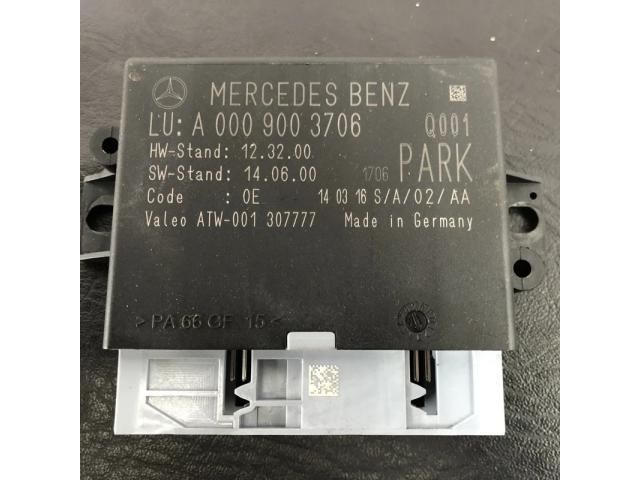 MERCEDES BENZ
LU: A 000 900 3706 Q001
HW-Stand: 12.32.00
SW-Stand: 14.06.00 1706 PARK
Code : 0E 14 03 16 S/A/02/AA
Valeo ATW-001 307777 Made in Germany
>PA 66 GF 15<